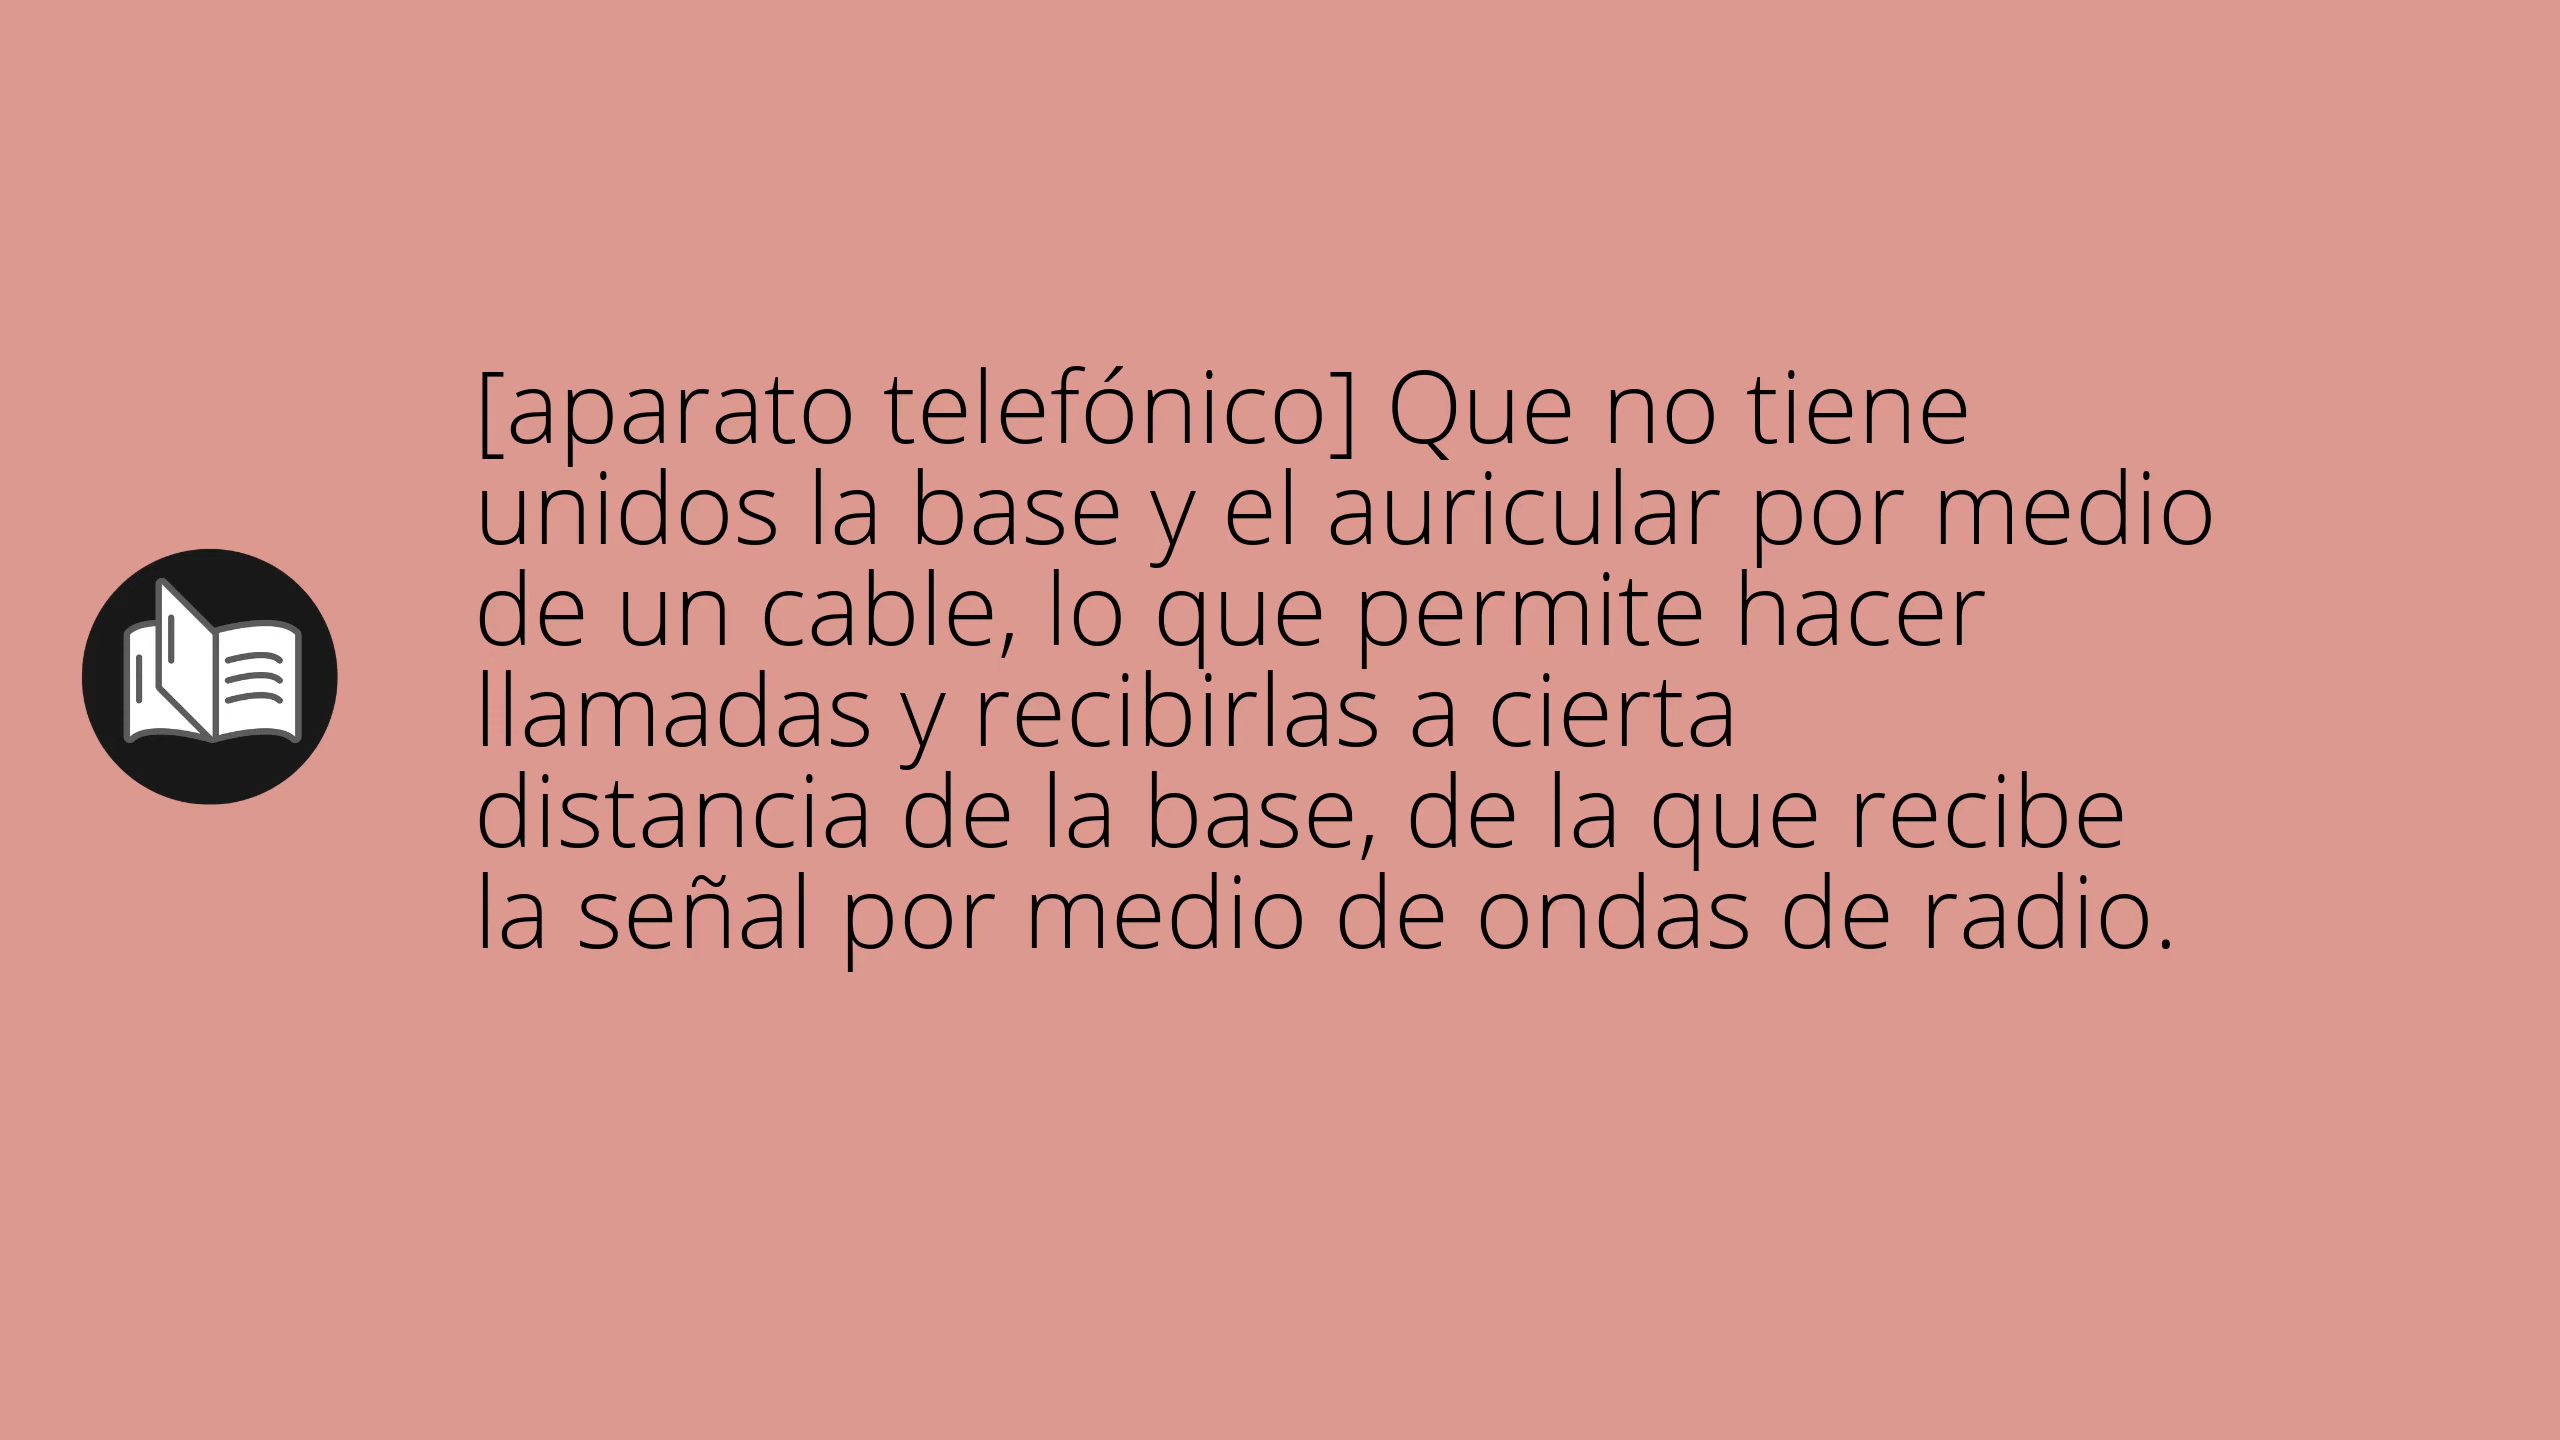 [aparato telefónico] Que no tiene
unidos la base y el auricular por medio
de un cable, lo que permite hacer
llamadas y recibirlas a cierta
distancia de la base, de la que recibe
la señal por medio de ondas de radio.